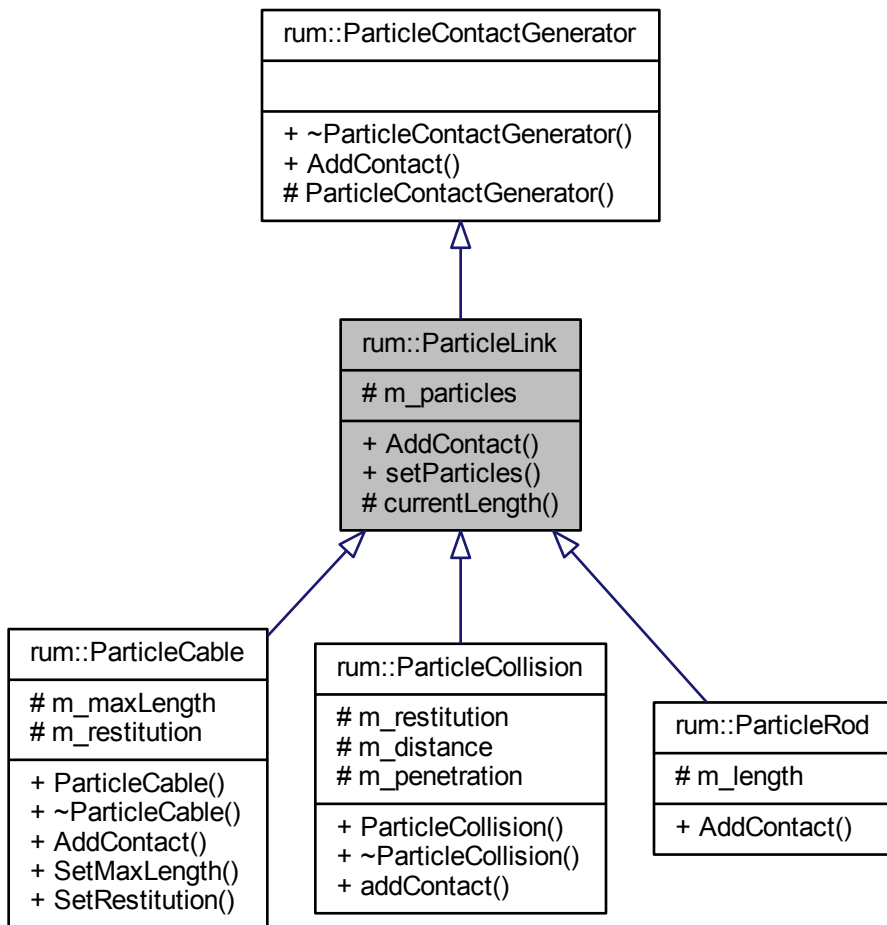 rum::ParticleContactGenerator
+ ~ParticleContactGenerator()
+ AddContact()
# ParticleContactGenerator()
rum::ParticleLink
# m_particles
+ AddContact()
+ setParticles()
# currentLength()
rum::ParticleCable
# m_maxLength
# m_restitution
+ ParticleCable()
+ ~ParticleCable()
+ AddContact()
+ SetMaxLength()
+ SetRestitution()
rum::ParticleCollision
# m_restitution
# m_distance
# m_penetration
+ ParticleCollision()
+ ~ParticleCollision()
+ addContact()
rum::ParticleRod
# m_length
+ AddContact()